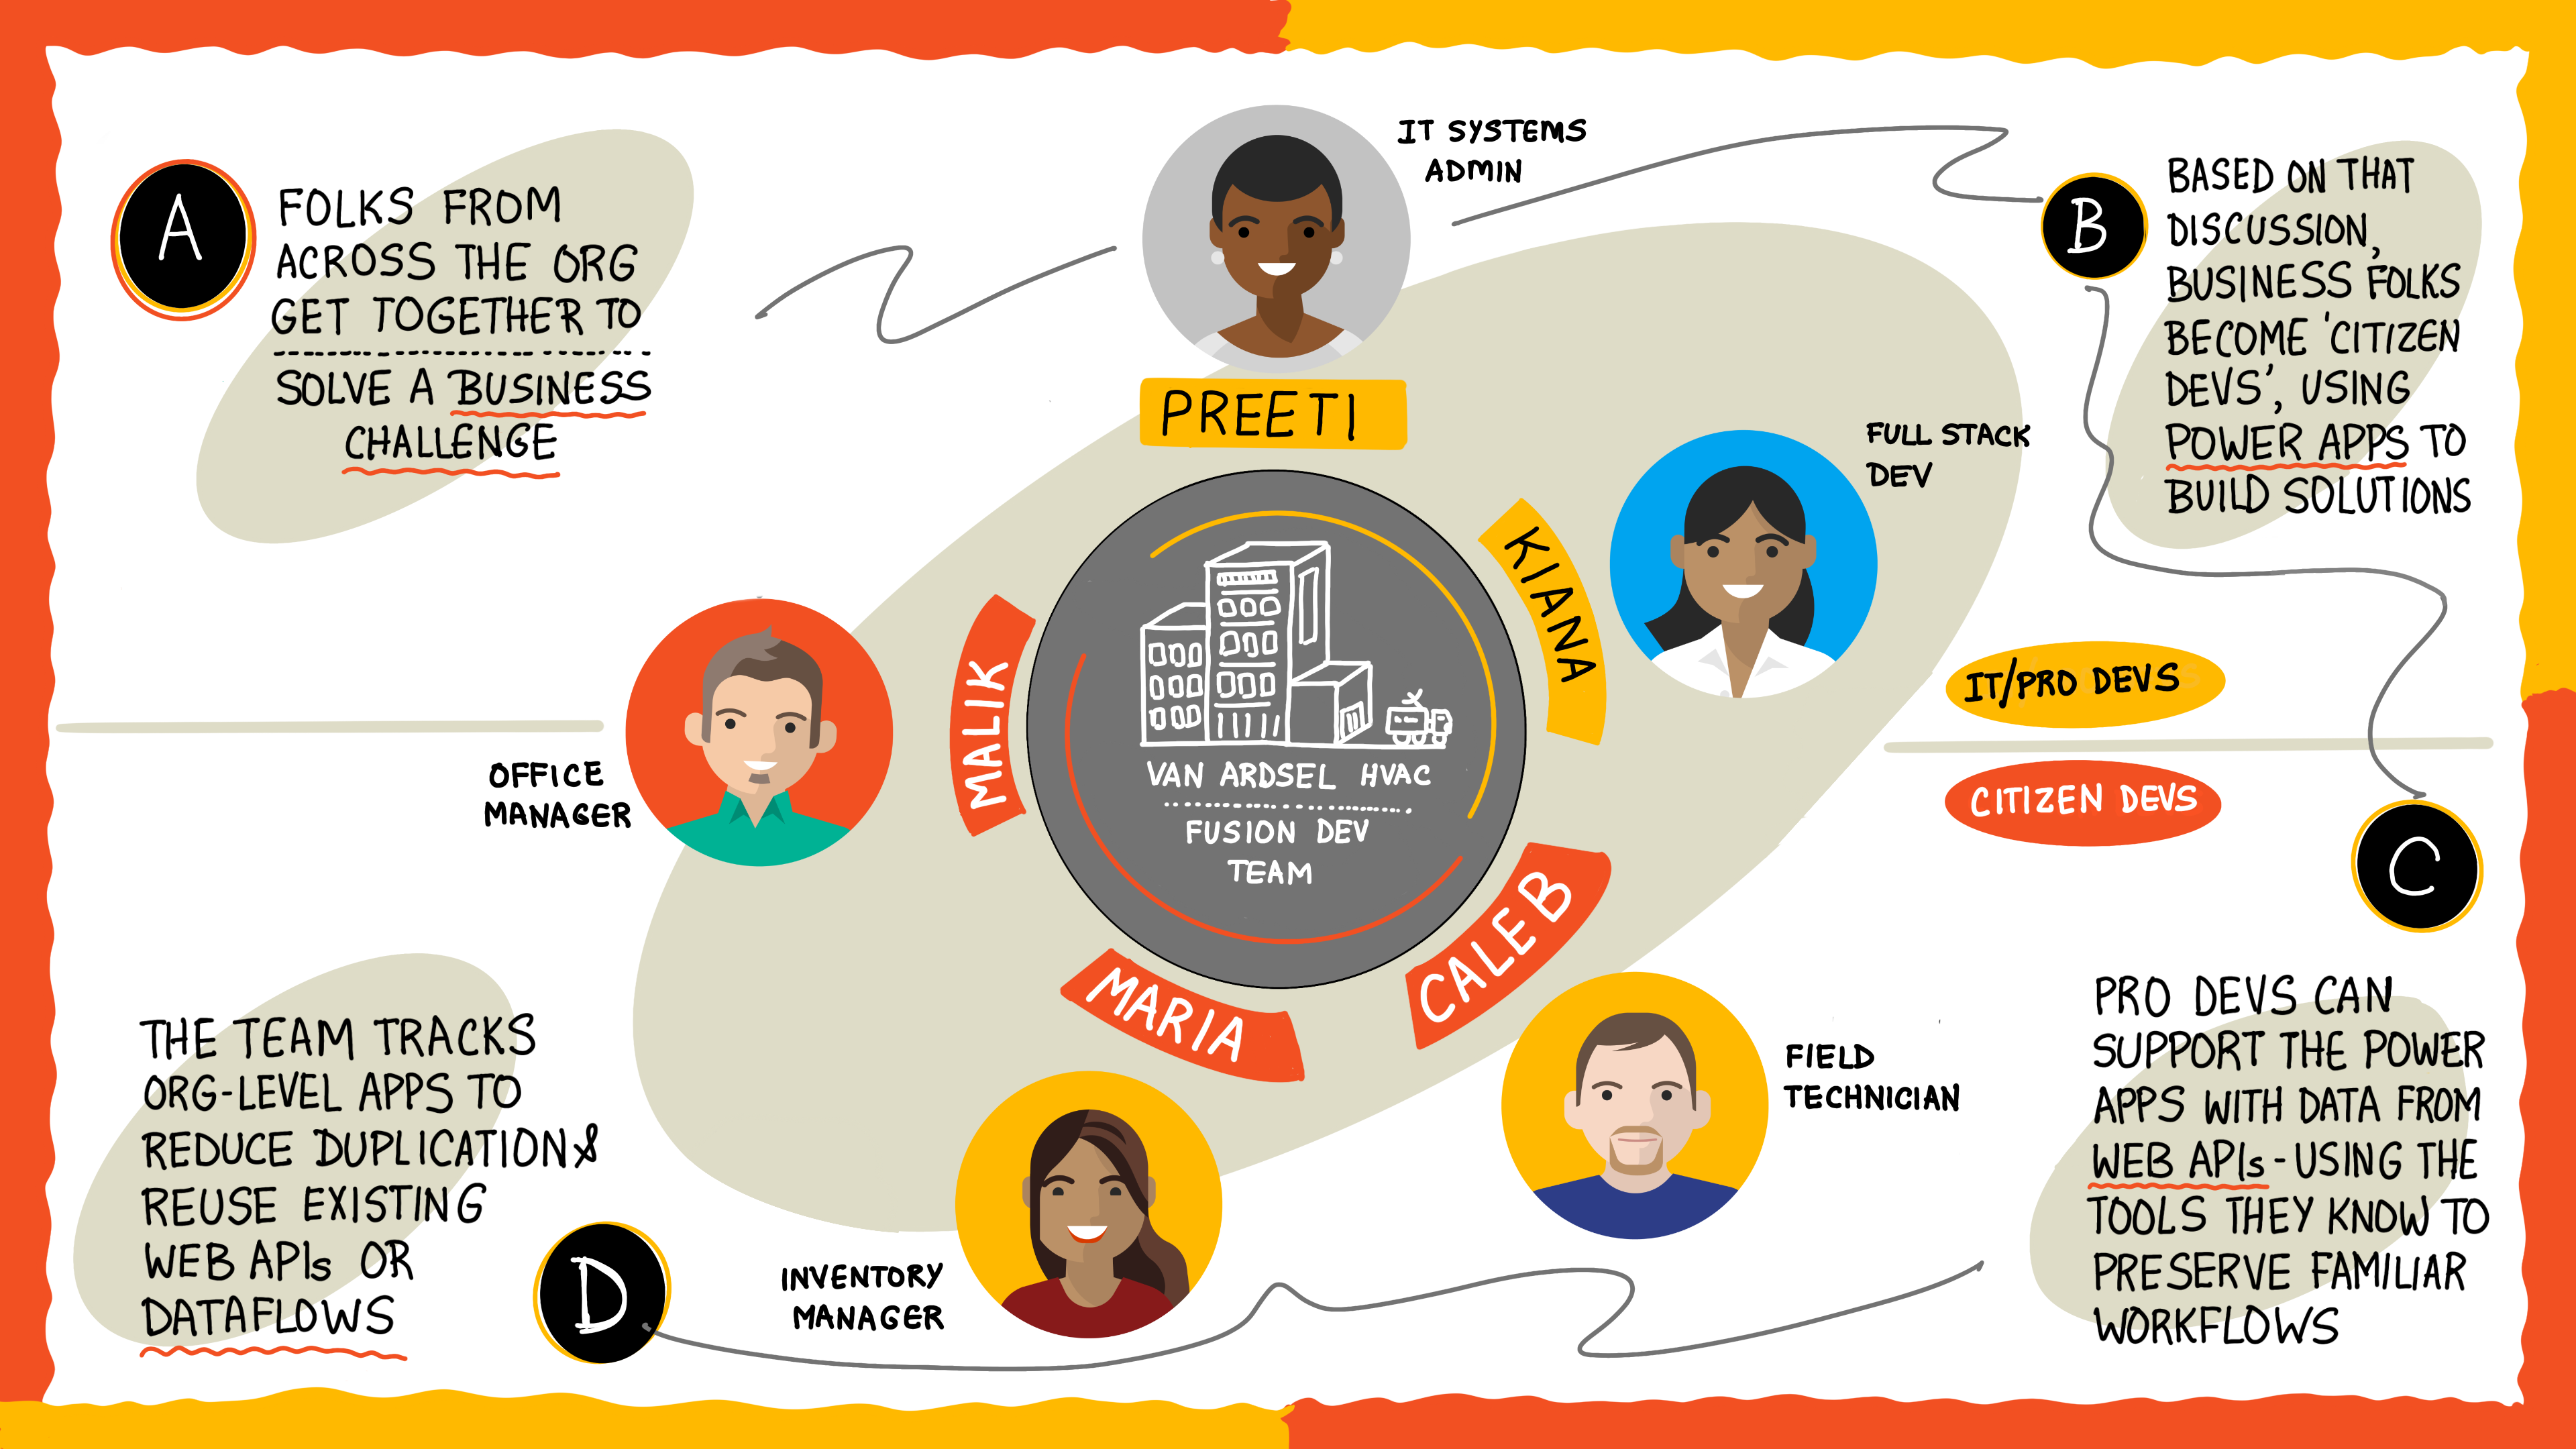 A
FOLKS FROM
ACROSS THE ORG
GET TOGETHER TO
SOLVE A BUSINESS
CHALLENGE
IT SYSTEMS
ADMIN
PREETI
B
BASED ON THAT
DISCUSSION,
BUSINESS FOLKS
BECOME 'CITIZEN
DEVS', USING
POWER APPS TO
BUILD SOLUTIONS
FULL STACK
DEV
KIANA
IT/PRO DEVS
CITIZEN DEVS
OFFICE
MANAGER
MALIK
VAN ARDSEL HVAC
FUSION DEV
TEAM
C
PRO DEVS CAN
SUPPORT THE POWER
APPS WITH DATA FROM
WEB APIs - USING THE
TOOLS THEY KNOW TO
PRESERVE FAMILIAR
WORKFLOWS
CALEB
FIELD
TECHNICIAN
MARIA
INVENTORY
MANAGER
D
THE TEAM TRACKS
ORG-LEVEL APPS TO
REDUCE DUPLICATION &
REUSE EXISTING
WEB APIs OR
DATAFLOWS